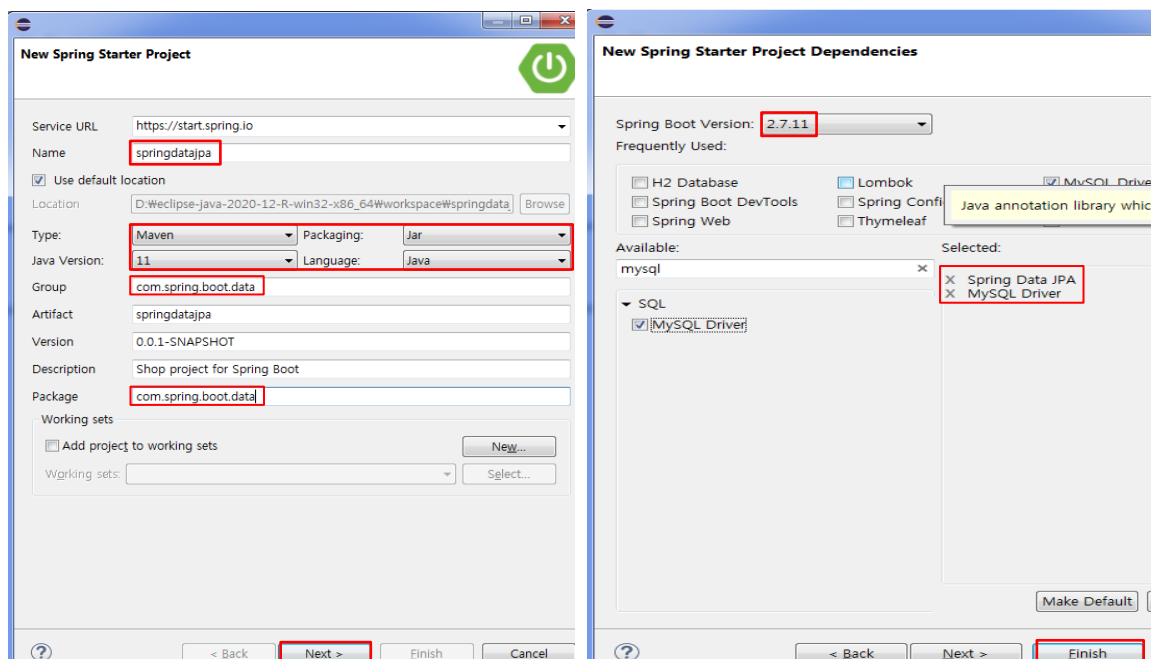 New Spring Starter Project
Service URL https://start.spring.io
Name springdatajpa
Use default location
Location D:₩eclipse-java-2020-12-R-win32-x86_64₩workspace₩springdata Browse
Type: Maven Packaging: Jar
Java Version: 11 Language: Java
Group com.spring.boot.data
Artifact springdatajpa
Version 0.0.1-SNAPSHOT
Description Shop project for Spring Boot
Package com.spring.boot.data
Working sets
Add project to working sets New...
Working sets: Select...
? < Back Next > Finish Cancel
New Spring Starter Project Dependencies
Spring Boot Version: 2.7.11
Frequently Used:
H2 Database Lombok MySQL Drive
Spring Boot DevTools Spring Confi Java annotation library whic
Spring Web Thymeleaf
Available: Selected:
mysql
X Spring Data JPA
X MySQL Driver
SQL
MySQL Driver
Make Default
? < Back Next > Finish